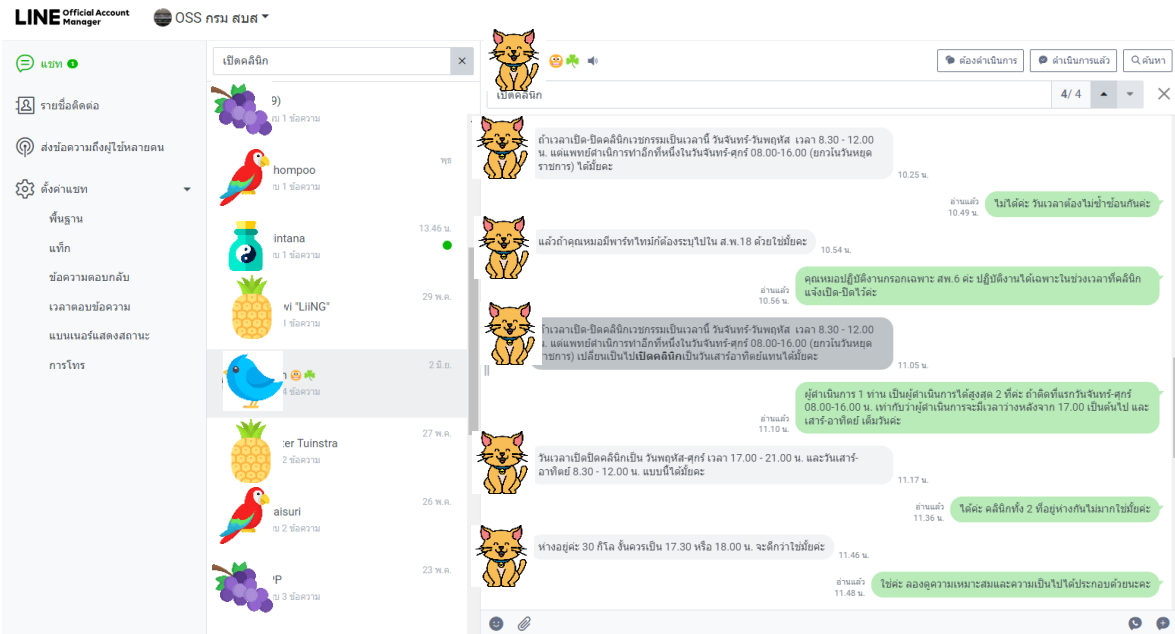 LINE Official Account Manager
OSS กรม สบส
แชท 1
รายชื่อติดต่อ
ส่งข้อความถึงผู้ใช้หลายคน
ตั้งค่าแชท
พื้นฐาน
แท็ก
ข้อความตอบกลับ
เวลาตอบข้อความ
แบนเนอร์แสดงสถานะ
การโทร
เปิดคลินิก
9)
1 ข้อความ
hompoo
พุธ
1 ข้อความ
intana
13.46 น.
1 ข้อความ
wi "LiiNG"
29 พ.ค.
1 ข้อความ
2 มิ.ย.
4 ข้อความ
er Tuinstra
27 พ.ค.
2 ข้อความ
aisuri
26 พ.ค.
2 ข้อความ
P
23 พ.ค.
3 ข้อความ
ต้องดำเนินการ
ดำเนินการแล้ว
ค้นหา
เปิดคลินิก
4/ 4
ถ้าเวลาเปิด-ปิดคลินิกเวชกรรมเป็นเวลานี้ วันจันทร์-วันพฤหัส เวลา 8.30 - 12.00
น. แต่แพทย์ดำเนิการทำอีกที่หนึ่งในวันจันทร์-ศุกร์ 08.00-16.00 (ยกวโนวันหยุด
ราชการ) ได้มั้ยคะ
10.25 น.
ไม่ได้ค่ะ วันเวลาต้องไม่ซ้ำซ้อนกันค่ะ
อ่านแล้ว
10.49 น.
แล้วถ้าคุณหมอมีพาร์ทไทม์ก้ต้องระบุไปใน ส.พ.18 ด้วยใช่มั้ยคะ
10.54 น.
คุณหมอปฏิบัติงานกรอกเฉพาะ สพ.6 ค่ะ ปฏิบัติงานได้เฉพาะในช่วงเวลาที่คลินิก
แจ้งเปิด-ปิดไว้ค่ะ
อ่านแล้ว
10.56 น.
ถ้าเวลาเปิด-ปิดคลินิกเวชกรรมเป็นเวลานี้ วันจันทร์-วันพฤหัส เวลา 8.30 - 12.00
น. แต่แพทย์ดำเนิการทำอีกที่หนึ่งในวันจันทร์-ศุกร์ 08.00-16.00 (ยกวโนวันหยุด
ราชการ) เปลี่ยนเป็นไปเปิดคลินิกเป็นวันเสาร์อาทิตย์แทนได้มั้ยคะ
11.05 น.
ผู้ดำเนินการ 1 ท่าน เป็นผู้ดำเนินการได้สูงสุด 2 ที่ค่ะ ถ้าติดที่แรกวันจันทร์-ศุกร์
08.00-16.00 น. เท่ากับว่าผู้ดำเนินการจะมีเวลาว่างหลังจาก 17.00 เป็นต้นไป และ
เสาร์-อาทิตย์ เต็มวันค่ะ
อ่านแล้ว
11.10 น.
วันเวลาเปิดปิดคลินิกเป็น วันพฤหัส-ศุกร์ เวลา 17.00 - 21.00 น. และวันเสาร์-
อาทิตย์ 8.30 - 12.00 น. แบบนี้ได้มั้ยคะ
11.17 น.
ได้ค่ะ คลินิกทั้ง 2 ที่อยู่ห่างกันไม่มากใช่มั้ยค่ะ
อ่านแล้ว
11.36 น.
ห่างอยู่ค่ะ 30 กิโล งั้นควรเป็น 17.30 หรือ 18.00 น. จะดีกว่าใช่มั้ยค่ะ
11.46 น.
ใช่ค่ะ ลองดูความเหมาะสมและความเป็นไปได้ประกอบด้วยนะคะ
อ่านแล้ว
11.48 น.